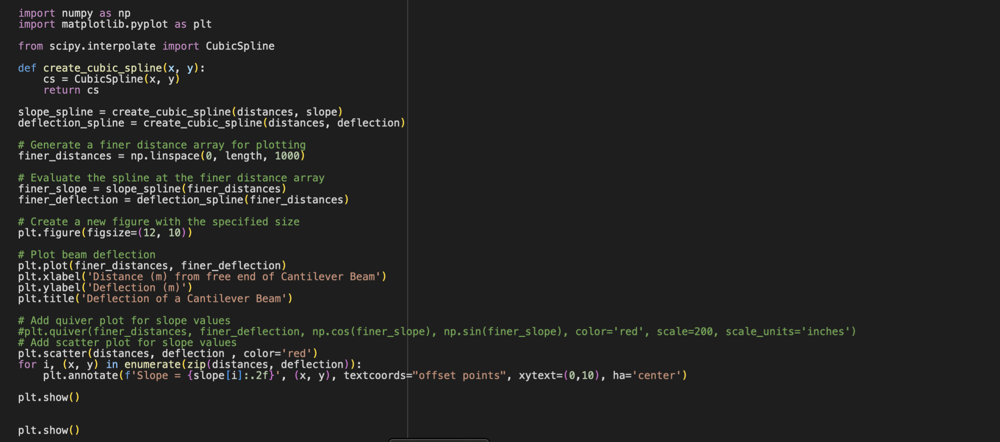 import numpy as np
import matplotlib.pyplot as plt
from scipy.interpolate import CubicSpline
def create_cubic_spline(x, y):
    cs = CubicSpline(x, y)
    return cs
slope_spline = create_cubic_spline(distances, slope)
deflection_spline = create_cubic_spline(distances, deflection)
# Generate a finer distance array for plotting
finer_distances = np.linspace(0, length, 1000)
# Evaluate the spline at the finer distance array
finer_slope = slope_spline(finer_distances)
finer_deflection = deflection_spline(finer_distances)
# Create a new figure with the specified size
plt.figure(figsize=(12, 10))
# Plot beam deflection
plt.plot(finer_distances, finer_deflection)
plt.xlabel('Distance (m) from free end of Cantilever Beam')
plt.ylabel('Deflection (m)')
plt.title('Deflection of a Cantilever Beam')
# Add quiver plot for slope values
#plt.quiver(finer_distances, finer_deflection, np.cos(finer_slope), np.sin(finer_slope), color='red', scale=200, scale_units='inches')
# Add scatter plot for slope values
plt.scatter(distances, deflection , color='red')
for i, (x, y) in enumerate(zip(distances, deflection)):
    plt.annotate(f'Slope = {slope[i]:.2f}', (x, y), textcoords="offset points", xytext=(0,10), ha='center')
plt.show()
plt.show()